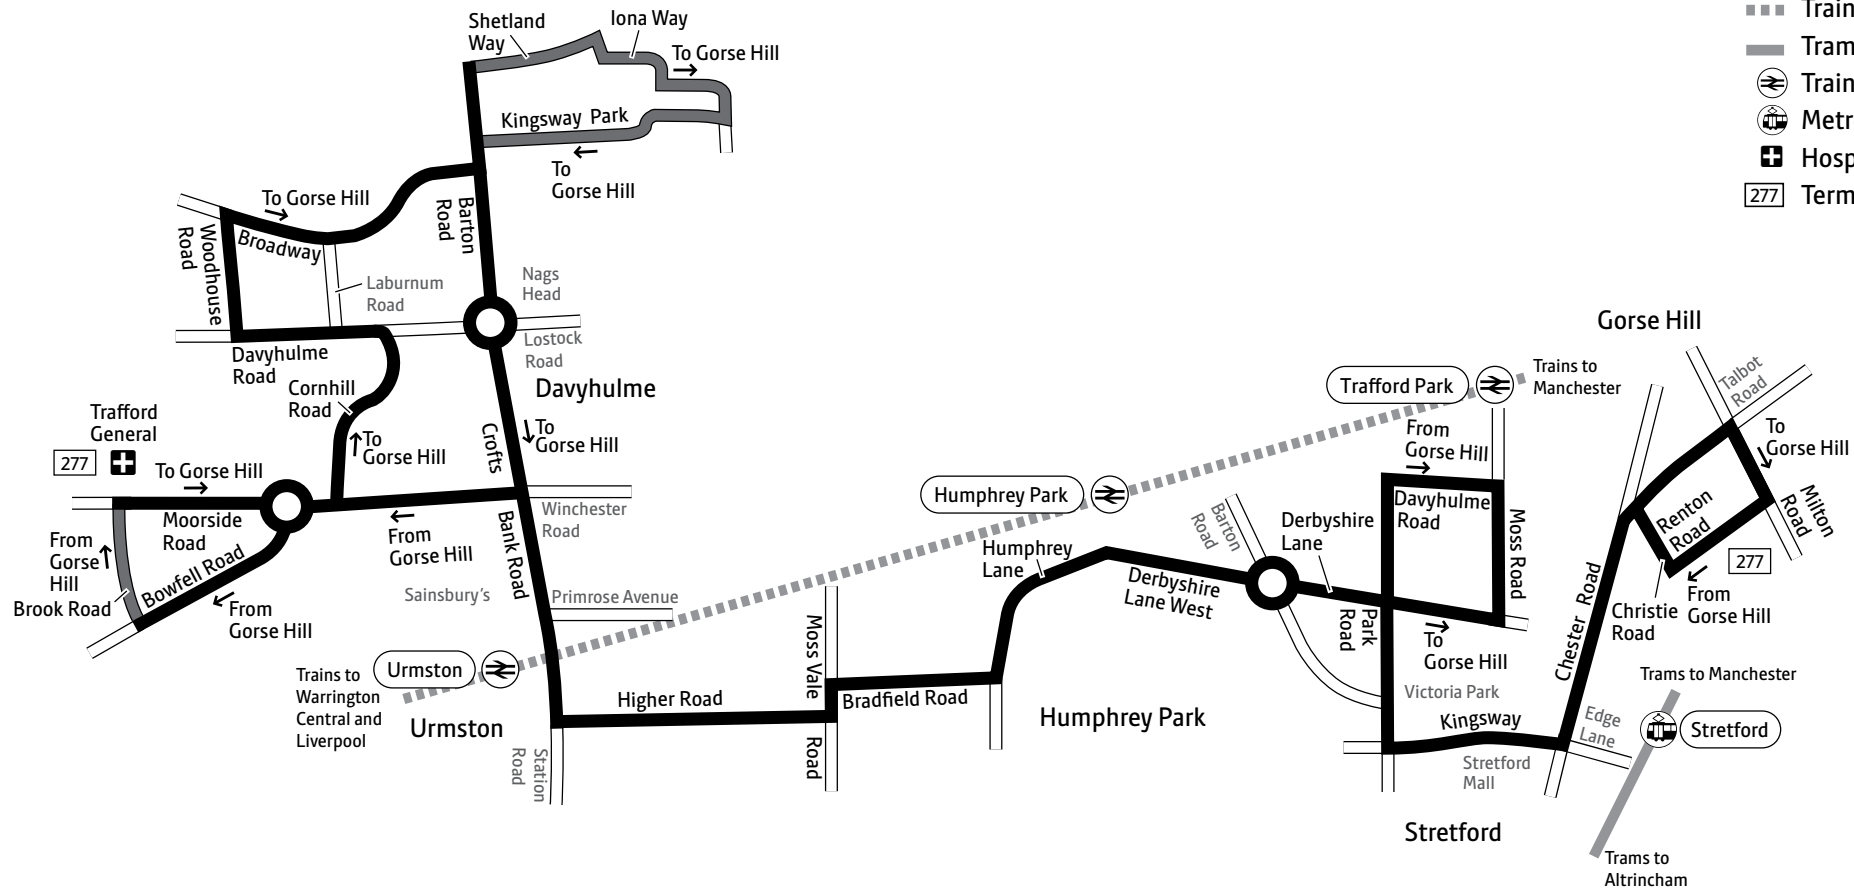 Shetland
Way
Iona Way
To Gorse Hill
Kingsway Park
To
Gorse Hill
To Gorse Hill
Broadway
Woodhouse
Road
Barton
Road
Laburnum
Road
Nags
Head
Lostock
Road
Davyhulme
Road
Cornhill
Road
Davyhulme
Trafford
General
277
To Gorse Hill
To
Gorse Hill
Crofts
Bank Road
To
Gorse Hill
Moorside
Road
From
Gorse
Hill
Brook Road
Bowfell Road
From
Gorse Hill
From
Gorse Hill
Winchester
Road
Sainsbury's
Primrose Avenue
Urmston
Trains to
Warrington
Central and
Liverpool
Urmston
Station
Road
Higher Road
Moss Vale
Road
Bradfield Road
Humphrey Park
Humphrey
Lane
Humphrey Park
Derbyshire
Lane West
Barton
Road
Derbyshire
Lane
Trafford Park
Trains to
Manchester
From
Gorse Hill
Davyhulme
Road
Moss Road
Park
Road
To
Gorse Hill
Victoria Park
Kingsway
Stretford
Mall
Stretford
Chester Road
Edge
Lane
Gorse Hill
Talbot
Road
To
Gorse Hill
Milton
Road
Renton
Road
277
Christie
Road
From
Gorse Hill
Trams to Manchester
Stretford
Trams to
Altrincham
Train
Tram
Train
Metr
Hosp
277 Term